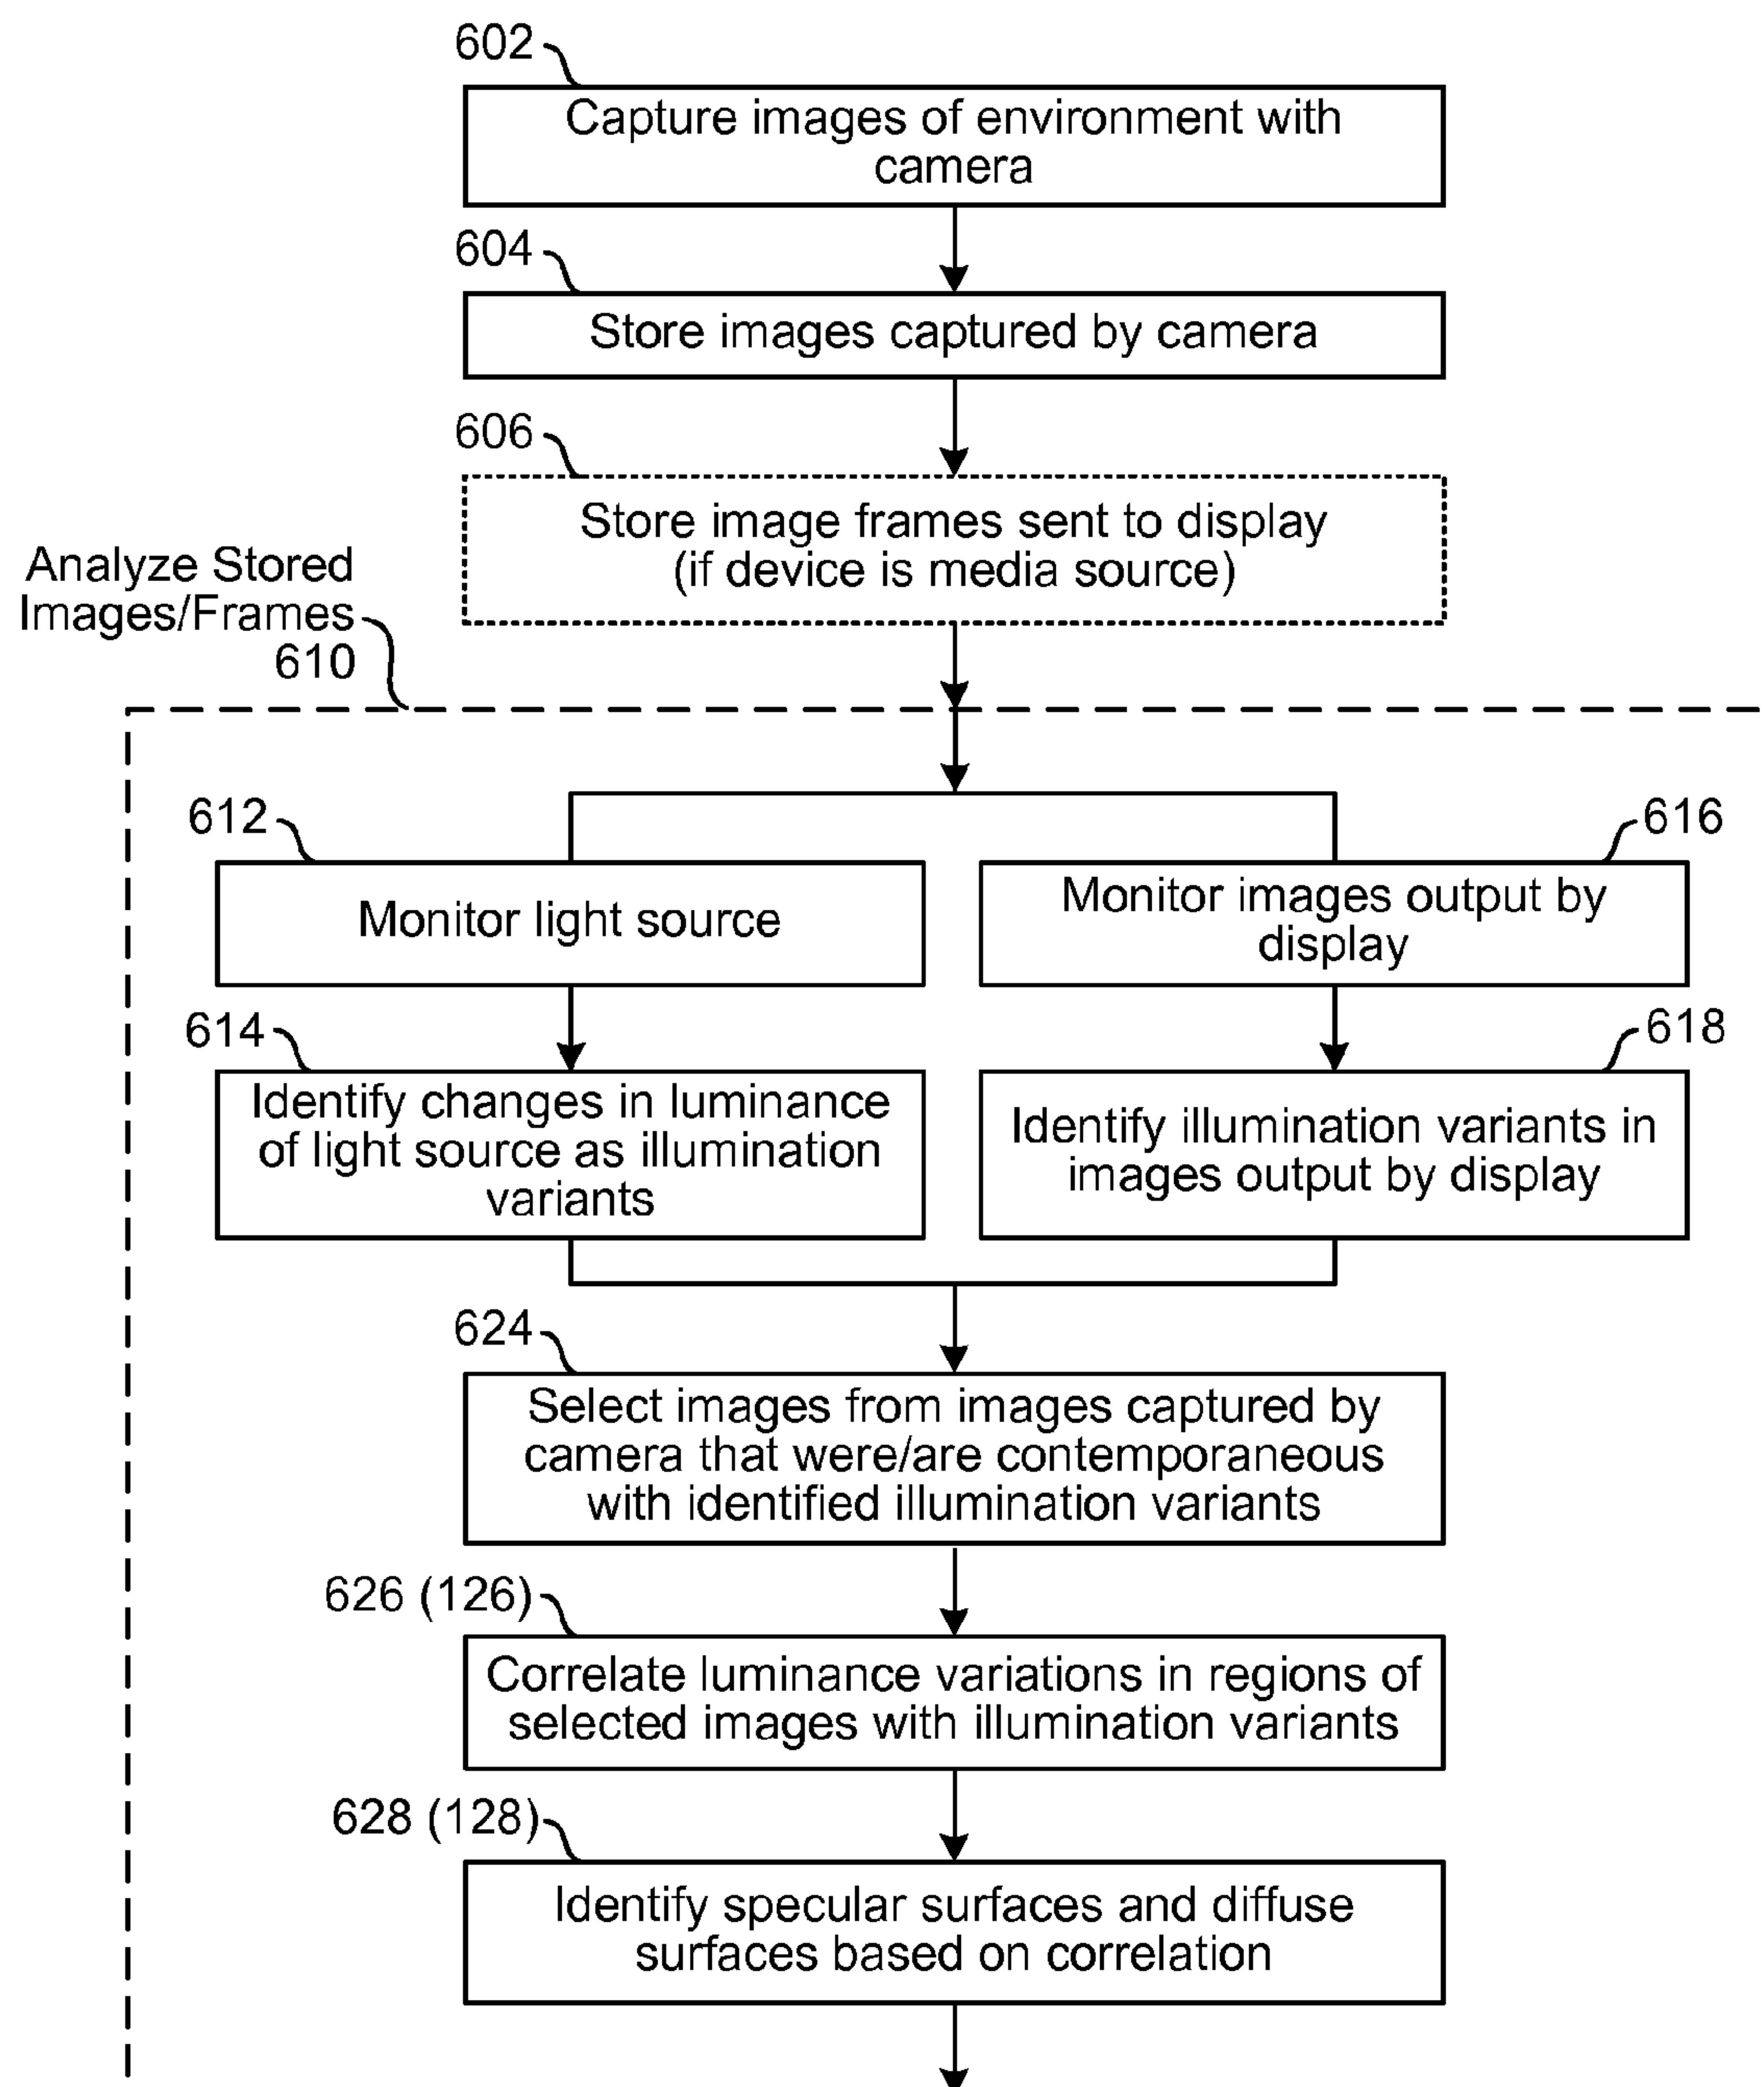 602
Capture images of environment with
camera
604
Store images captured by camera
606
Store image frames sent to display
(if device is media source)
Analyze Stored
Images/Frames
610
612
Monitor light source
616
Monitor images output by
display
614
Identify changes in luminance
of light source as illumination
variants
618
Identify illumination variants in
images output by display
624
Select images from images captured by
camera that were/are contemporaneous
with identified illumination variants
626 (126)
Correlate luminance variations in regions of
selected images with illumination variants
628 (128)
Identify specular surfaces and diffuse
surfaces based on correlation